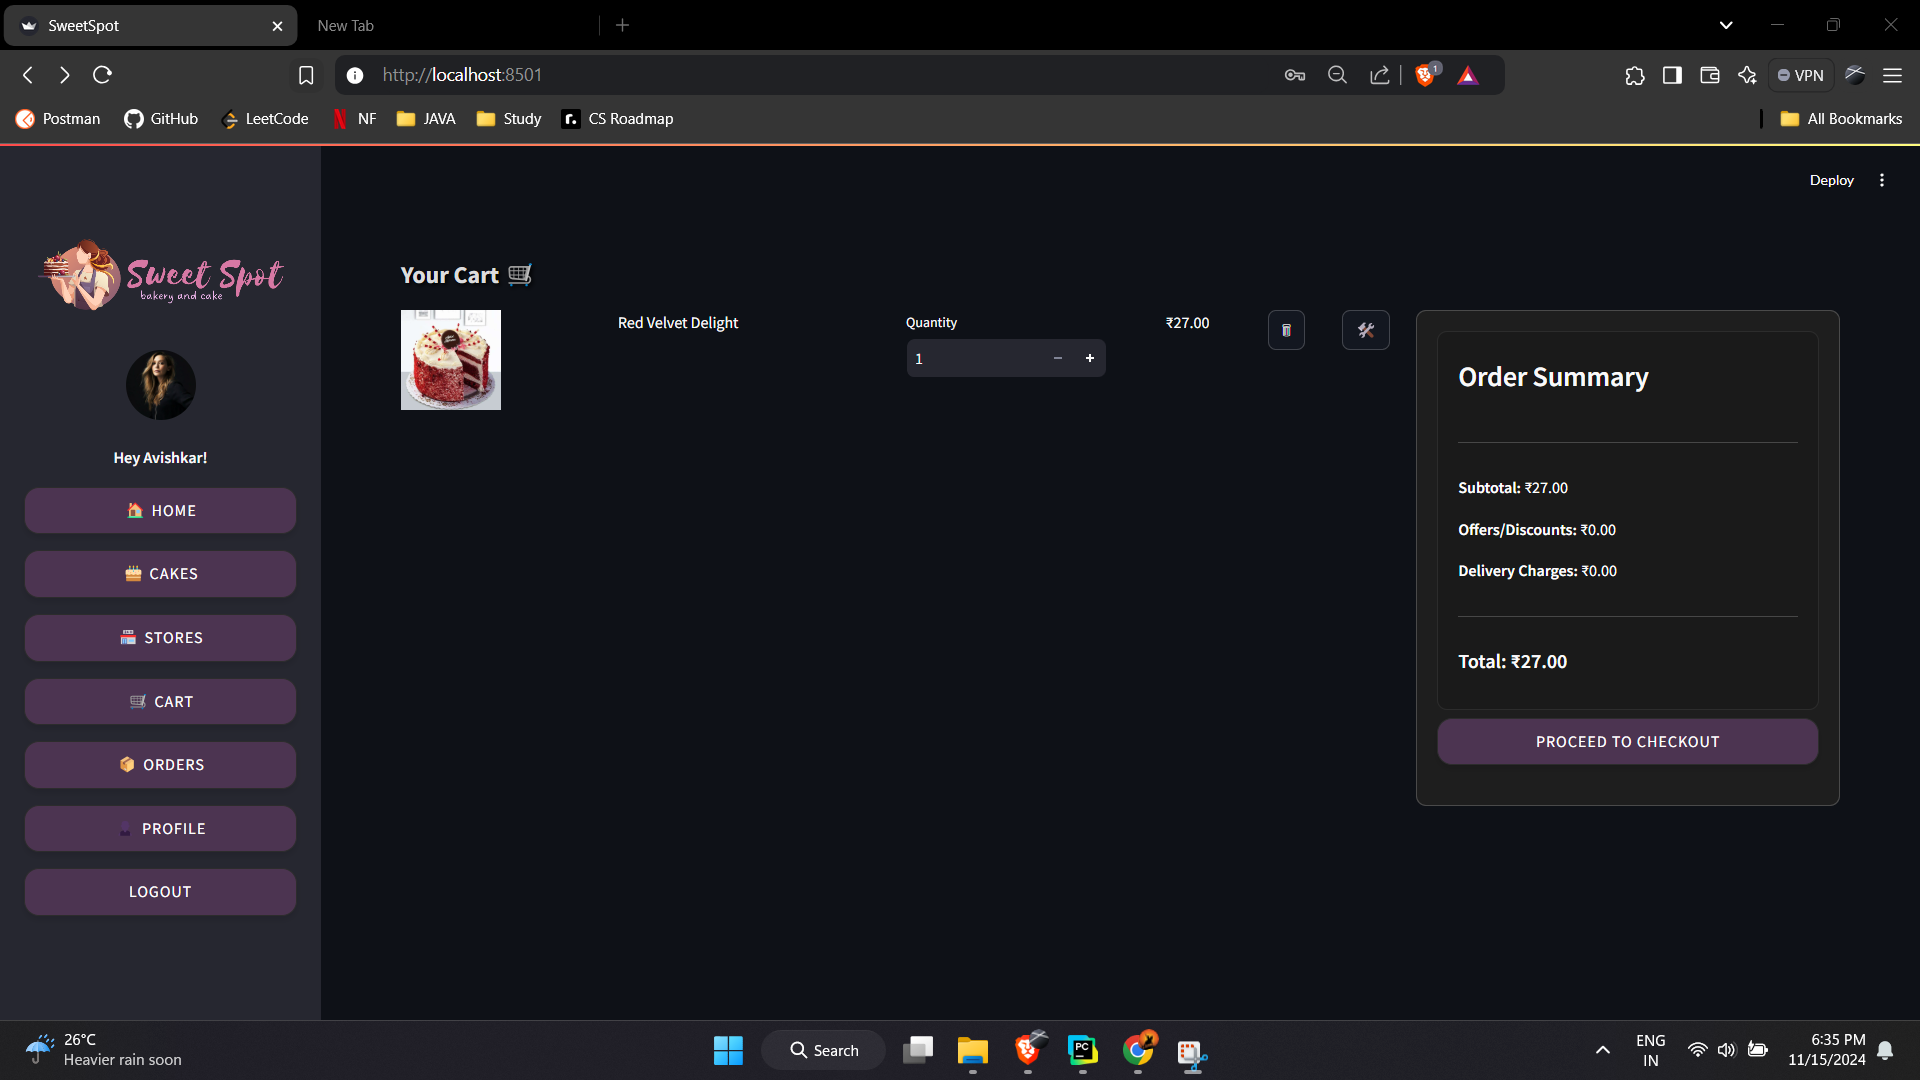 SweetSpot
New Tab
http://localhost:8501
1
VPN
Postman
GitHub
LeetCode
NF
JAVA
Study
CS Roadmap
All Bookmarks
Deploy
Sweet Spot
bakery and cake
Hey Avishkar!
🏠 HOME
🎂 CAKES
🏪 STORES
🛒 CART
📦 ORDERS
👤 PROFILE
LOGOUT
Your Cart 🛒
Red Velvet Delight
Quantity
1
₹27.00
Order Summary
Subtotal: ₹27.00
Offers/Discounts: ₹0.00
Delivery Charges: ₹0.00
Total: ₹27.00
PROCEED TO CHECKOUT
26°C
Heavier rain soon
Search
PC
ENG
IN
6:35 PM
11/15/2024